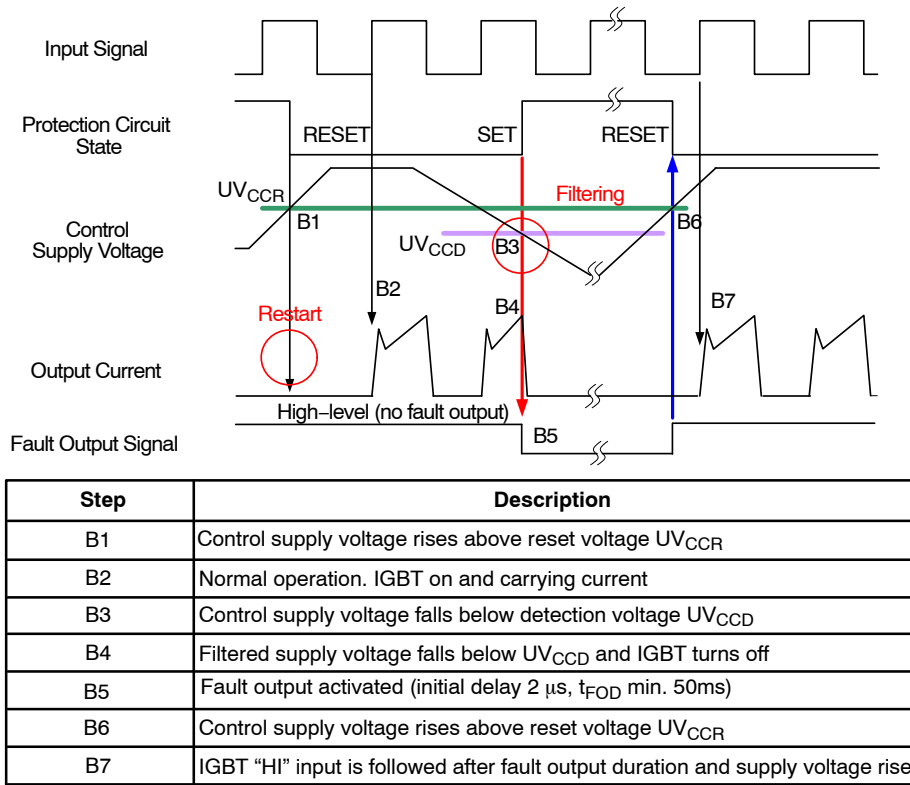 Input Signal
Protection Circuit
State
RESET
SET
RESET
UVCCR
B1
Filtering
B6
Control
Supply Voltage
UVCCD
B3
B2
B4
B7
Restart
Output Current
High−level (no fault output)
Fault Output Signal
B5
Step Description
B1 Control supply voltage rises above reset voltage UVCCR
B2 Normal operation. IGBT on and carrying current
B3 Control supply voltage falls below detection voltage UVCCD
B4 Filtered supply voltage falls below UVCCD and IGBT turns off
B5 Fault output activated (initial delay 2 μs, tFOD min. 50ms)
B6 Control supply voltage rises above reset voltage UVCCR
B7 IGBT “HI” input is followed after fault output duration and supply voltage rise